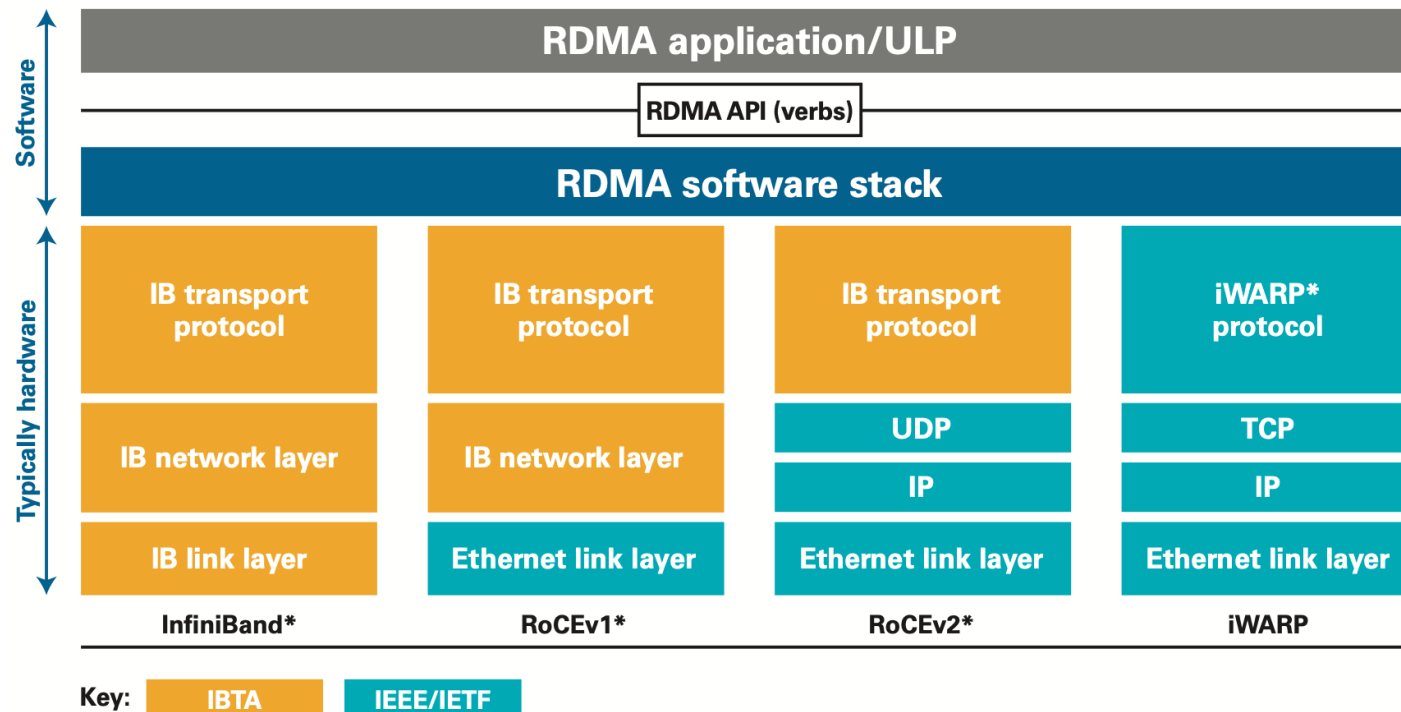 Software
RDMA application/ULP
RDMA API (verbs)
RDMA software stack
Typically hardware
IB transport
protocol
IB network layer
IB link layer
InfiniBand*
IB transport
protocol
IB network layer
Ethernet link layer
RoCEv1*
IB transport
protocol
UDP
IP
Ethernet link layer
RoCEv2*
iWARP*
protocol
TCP
IP
Ethernet link layer
iWARP
Key:
IBTA
IEEE/IETF